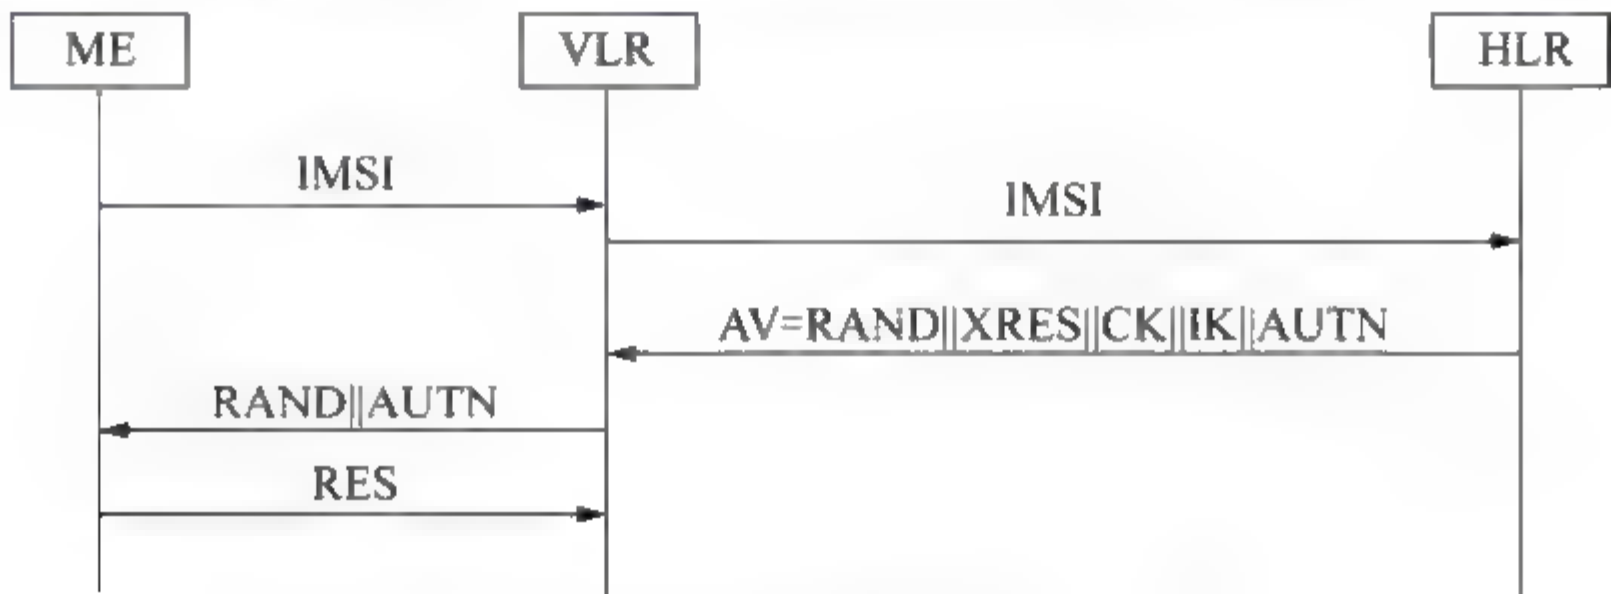 ME
VLR
HLR
IMSI
IMSI
AV=RAND||XRES||CK||IK||AUTN
RAND||AUTN
RES